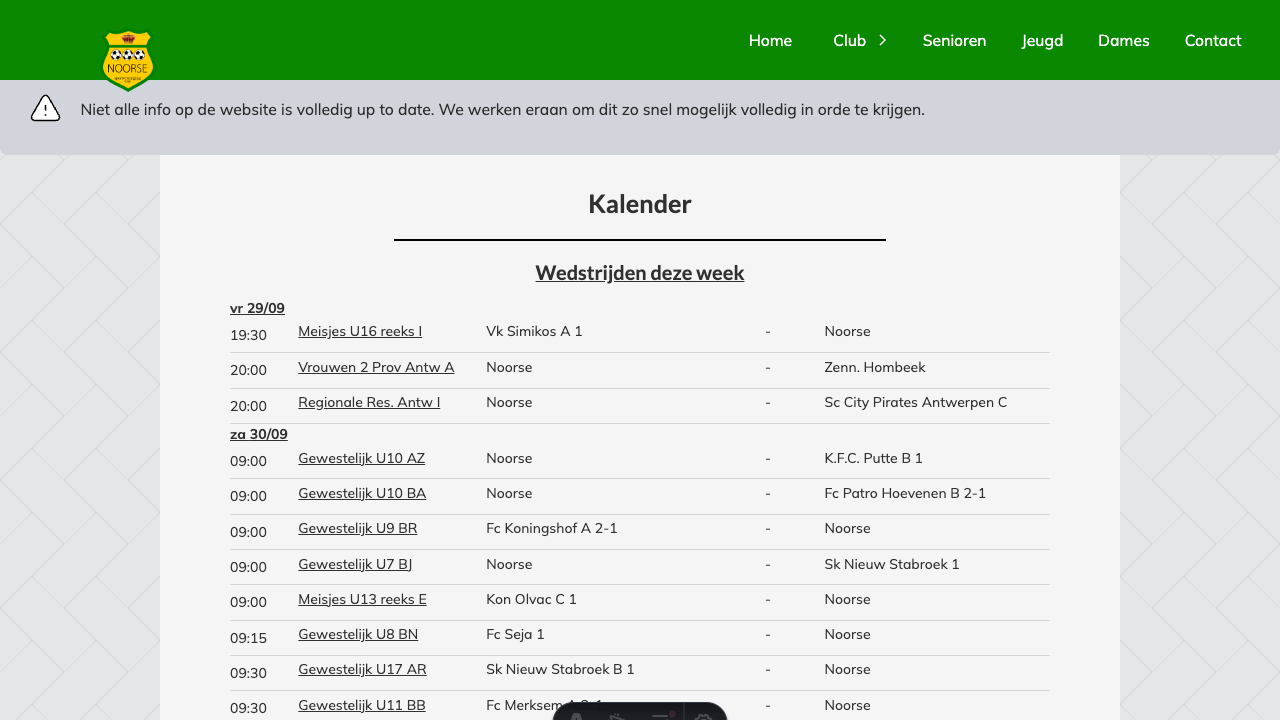 NOORSE
Home Club Senioren Jeugd Dames Contact
Niet alle info op de website is volledig up to date. We werken eraan om dit zo snel mogelijk volledig in orde te krijgen.
Kalender
Wedstrijden deze week
vr 29/09
19:30 Meisjes U16 reeks I Vk Simikos A 1 - Noorse
20:00 Vrouwen 2 Prov Antw A Noorse - Zenn. Hombeek
20:00 Regionale Res. Antw I Noorse - Sc City Pirates Antwerpen C
za 30/09
09:00 Gewestelijk U10 AZ Noorse - K.F.C. Putte B 1
09:00 Gewestelijk U10 BA Noorse - Fc Patro Hoevenen B 2-1
09:00 Gewestelijk U9 BR Fc Koningshof A 2-1 - Noorse
09:00 Gewestelijk U7 BJ Noorse - Sk Nieuw Stabroek 1
09:00 Meisjes U13 reeks E Kon Olvac C 1 - Noorse
09:15 Gewestelijk U8 BN Fc Seja 1 - Noorse
09:30 Gewestelijk U17 AR Sk Nieuw Stabroek B 1 - Noorse
09:30 Gewestelijk U11 BB Fc Merksem - Noorse